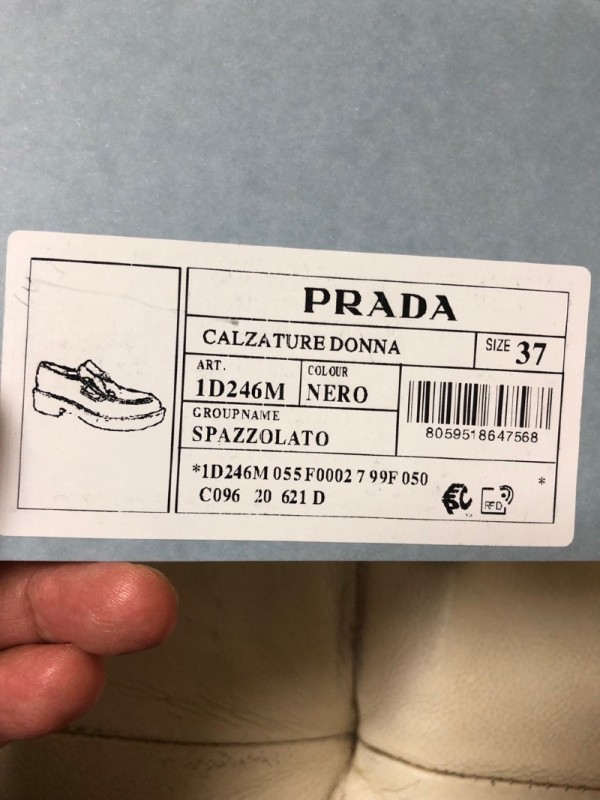 PRADA
CALZATURE DONNA
SIZE 37
ART.
1D246M
COLOUR
NERO
GROUPNAME
SPAZZOLATO
8059518647568
*1D246M 055 F0002 7 99F 050 *
C096 20 621 D
RFD